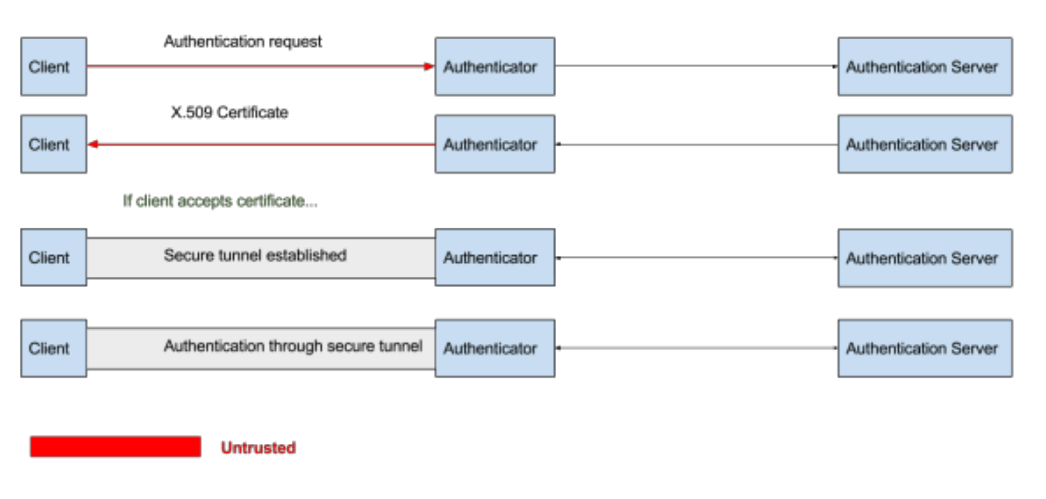 Authentication request
Client Authenticator Authentication Server
X.509 Certificate
Client Authenticator Authentication Server
If client accepts certificate...
Client Secure tunnel established Authenticator Authentication Server
Client Authentication through secure tunnel Authenticator Authentication Server
Untrusted